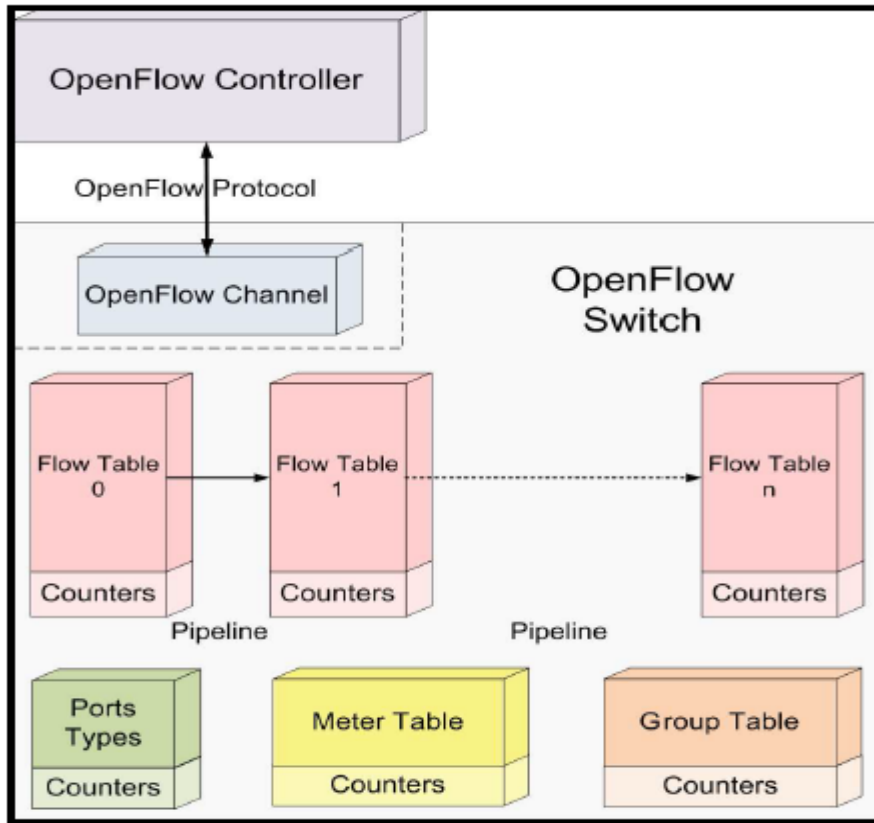 OpenFlow Controller
OpenFlow Protocol
OpenFlow Channel
OpenFlow
Switch
Flow Table
0
Flow Table
1
Flow Table
n
Counters
Counters
Counters
Pipeline
Pipeline
Ports
Types
Meter Table
Group Table
Counters
Counters
Counters